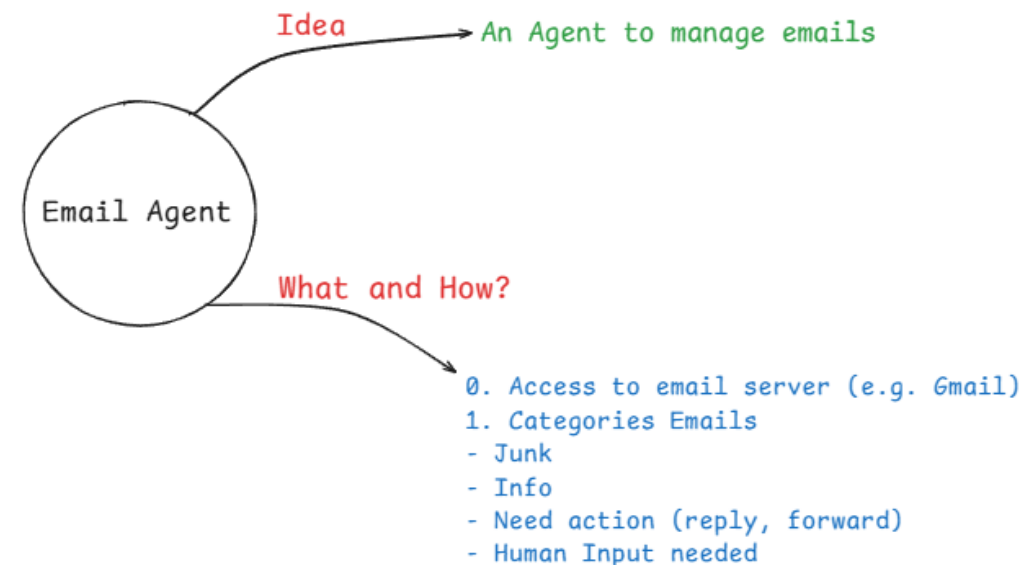 Idea
An Agent to manage emails
Email Agent
What and How?
0. Access to email server (e.g. Gmail)
1. Categories Emails
- Junk
- Info
- Need action (reply, forward)
- Human Input needed